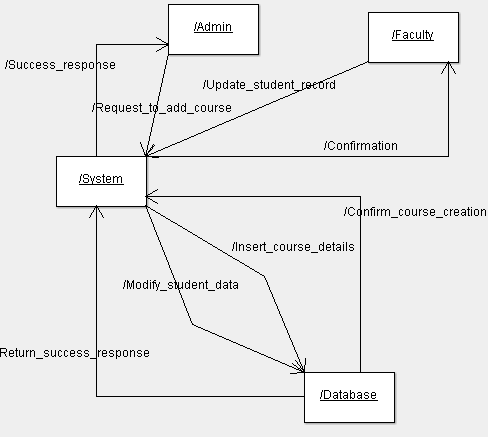 /Admin
/Faculty
/Success_response
/Update_student_record
/Request_to_add_course
/Confirmation
/System
/Confirm_course_creation
/Insert_course_details
/Modify_student_data
Return_success_response
/Database